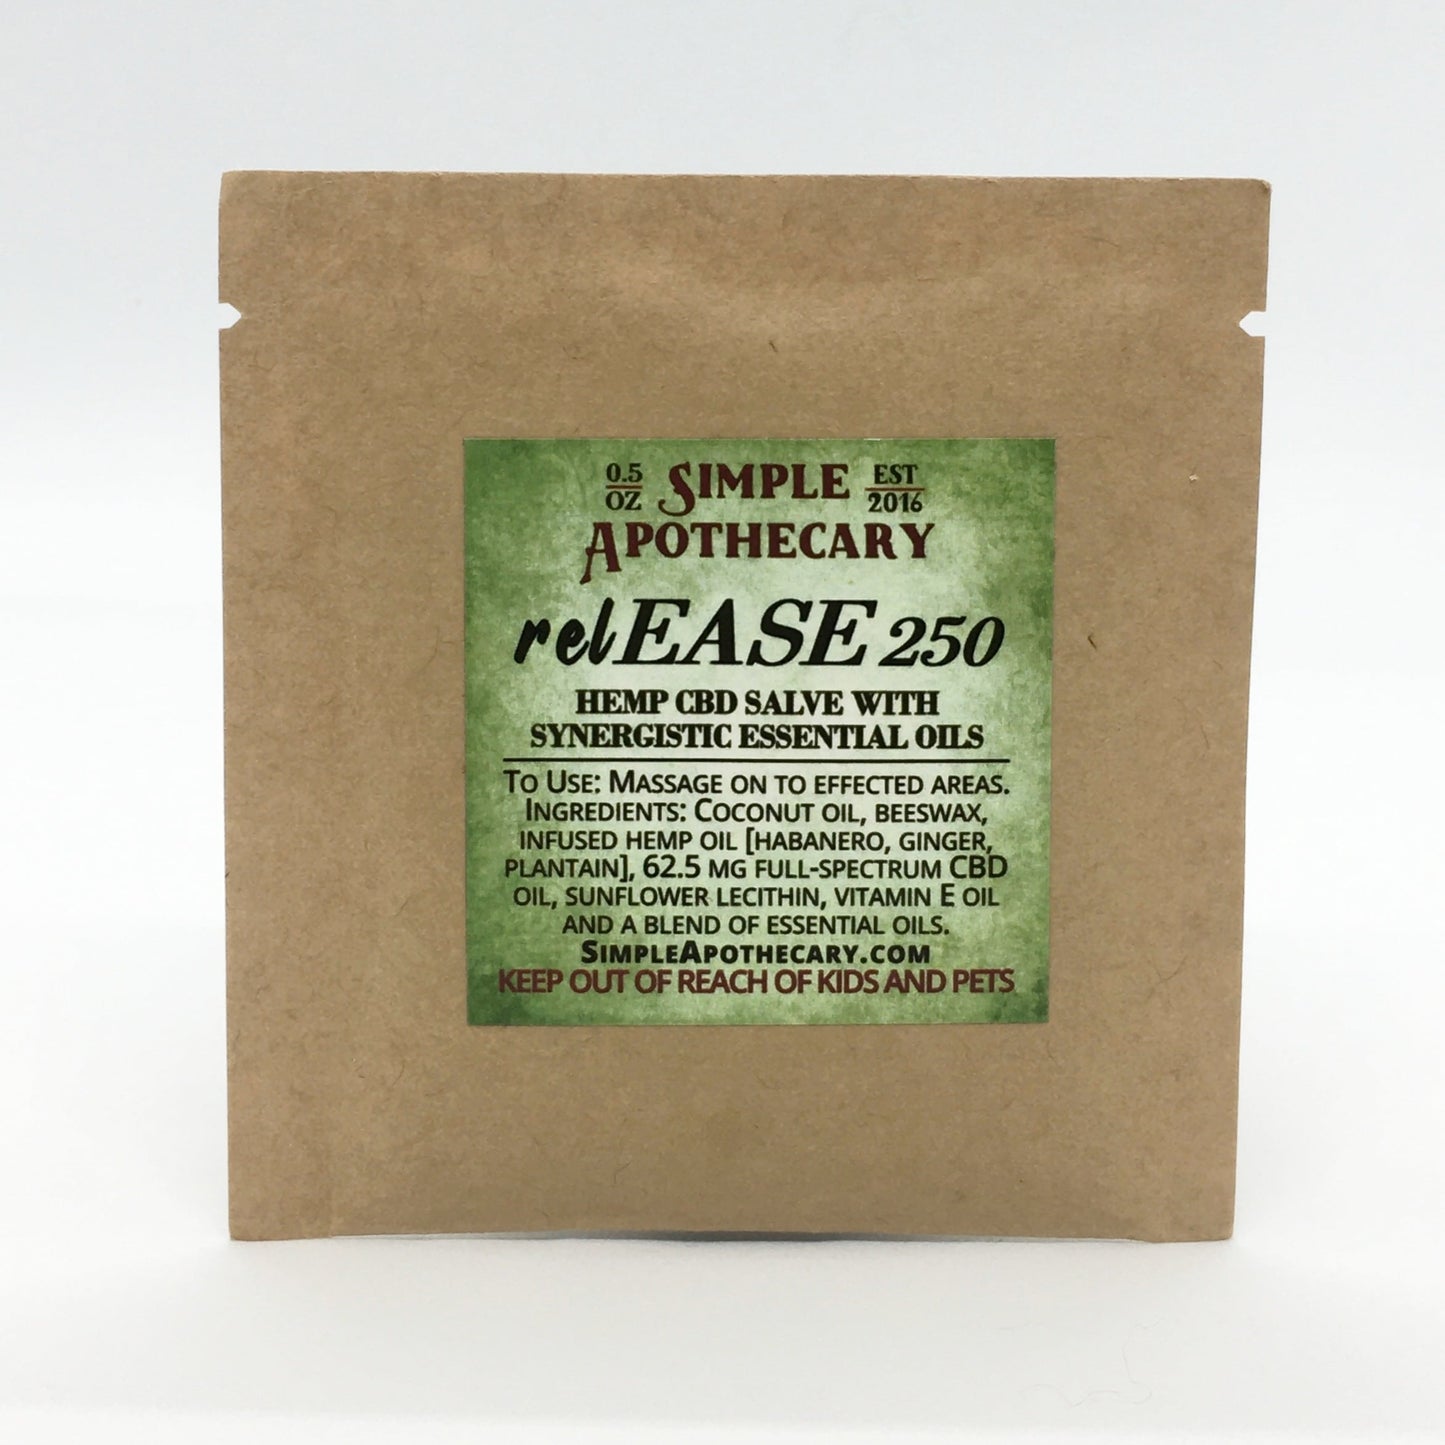 0.5 OZ SIMPLE EST 2016
APOTHECARY
relEASE 250
HEMP CBD SALVE WITH
SYNERGISTIC ESSENTIAL OILS
TO USE: MASSAGE ON TO EFFECTED AREAS.
INGREDIENTS: COCONUT OIL, BEESWAX,
INFUSED HEMP OIL [HABANERO, GINGER,
PLANTAIN], 62.5 MG FULL-SPECTRUM CBD
OIL, SUNFLOWER LECITHIN, VITAMIN E OIL
AND A BLEND OF ESSENTIAL OILS.
SIMPLEAPOTHECARY.COM
KEEP OUT OF REACH OF KIDS AND PETS